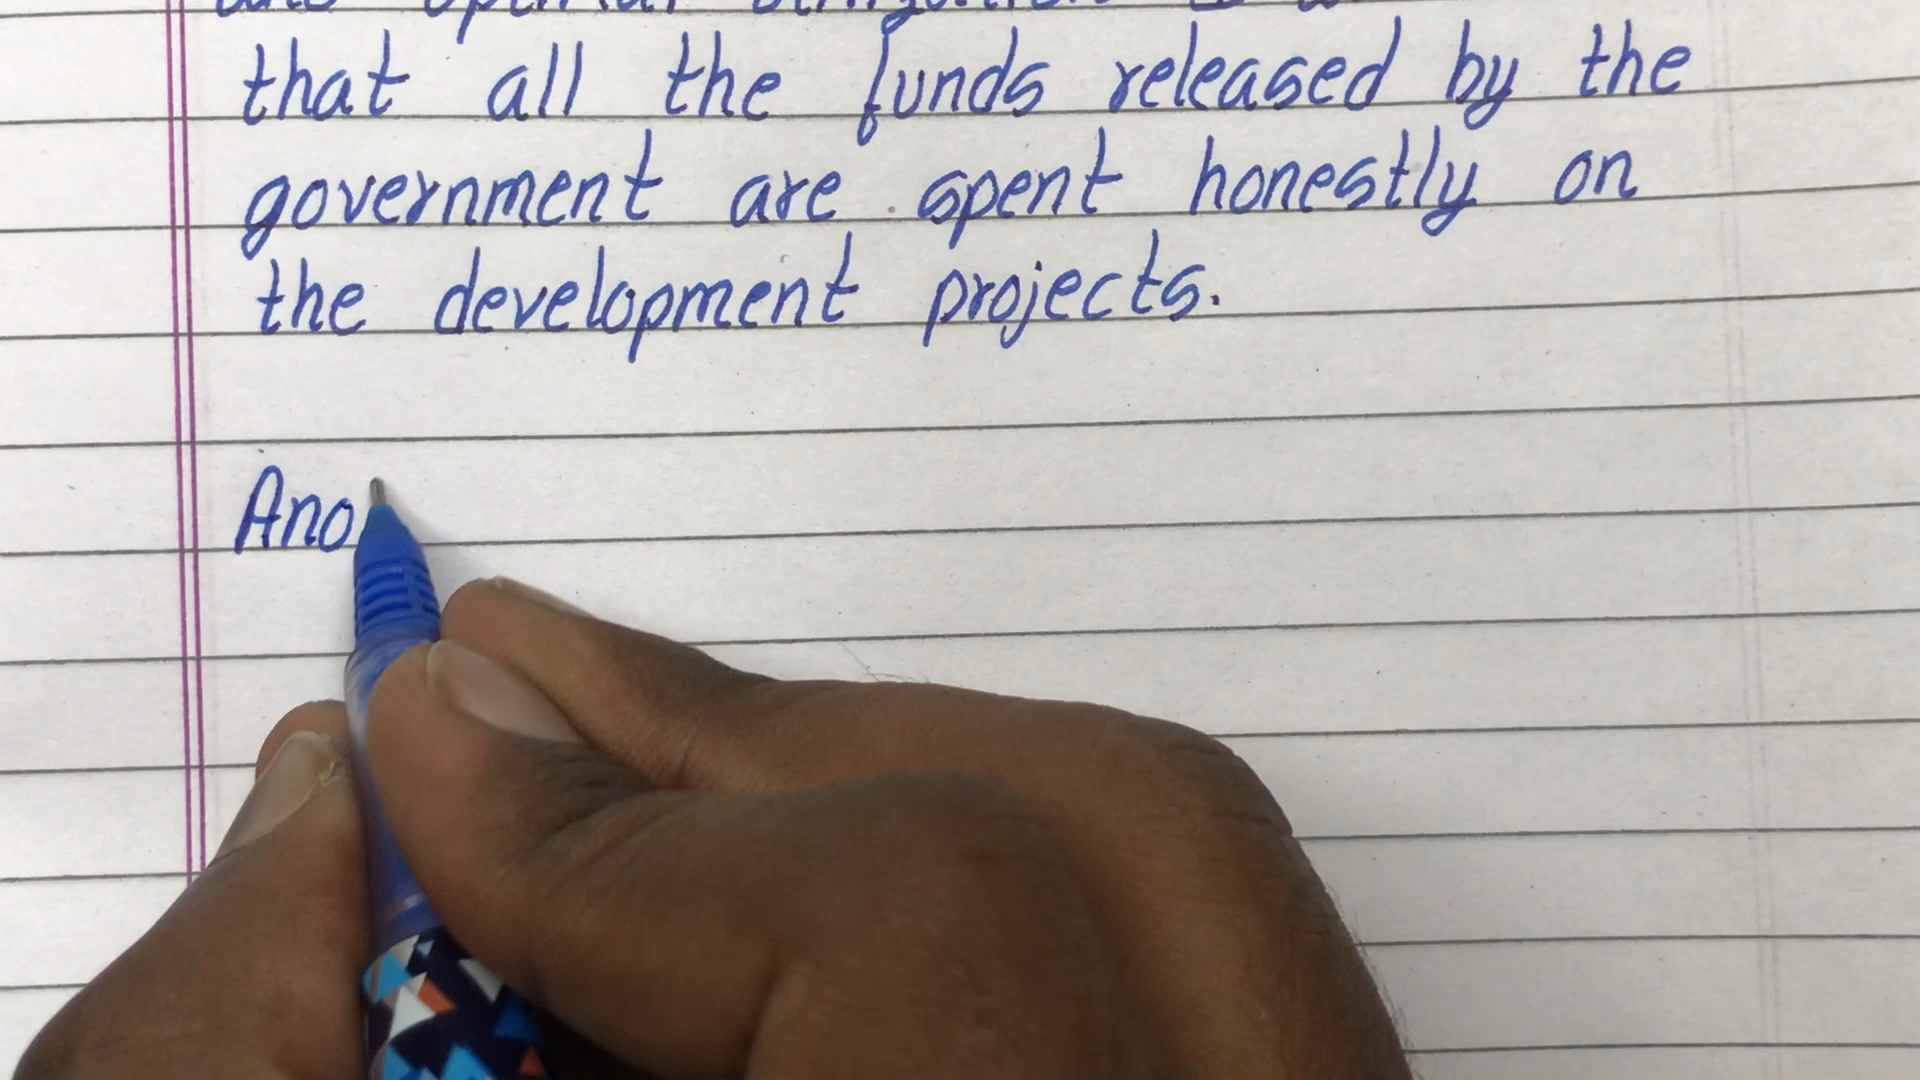 that all the funds released by the
government are spent honestly on
the development projects.
Ano